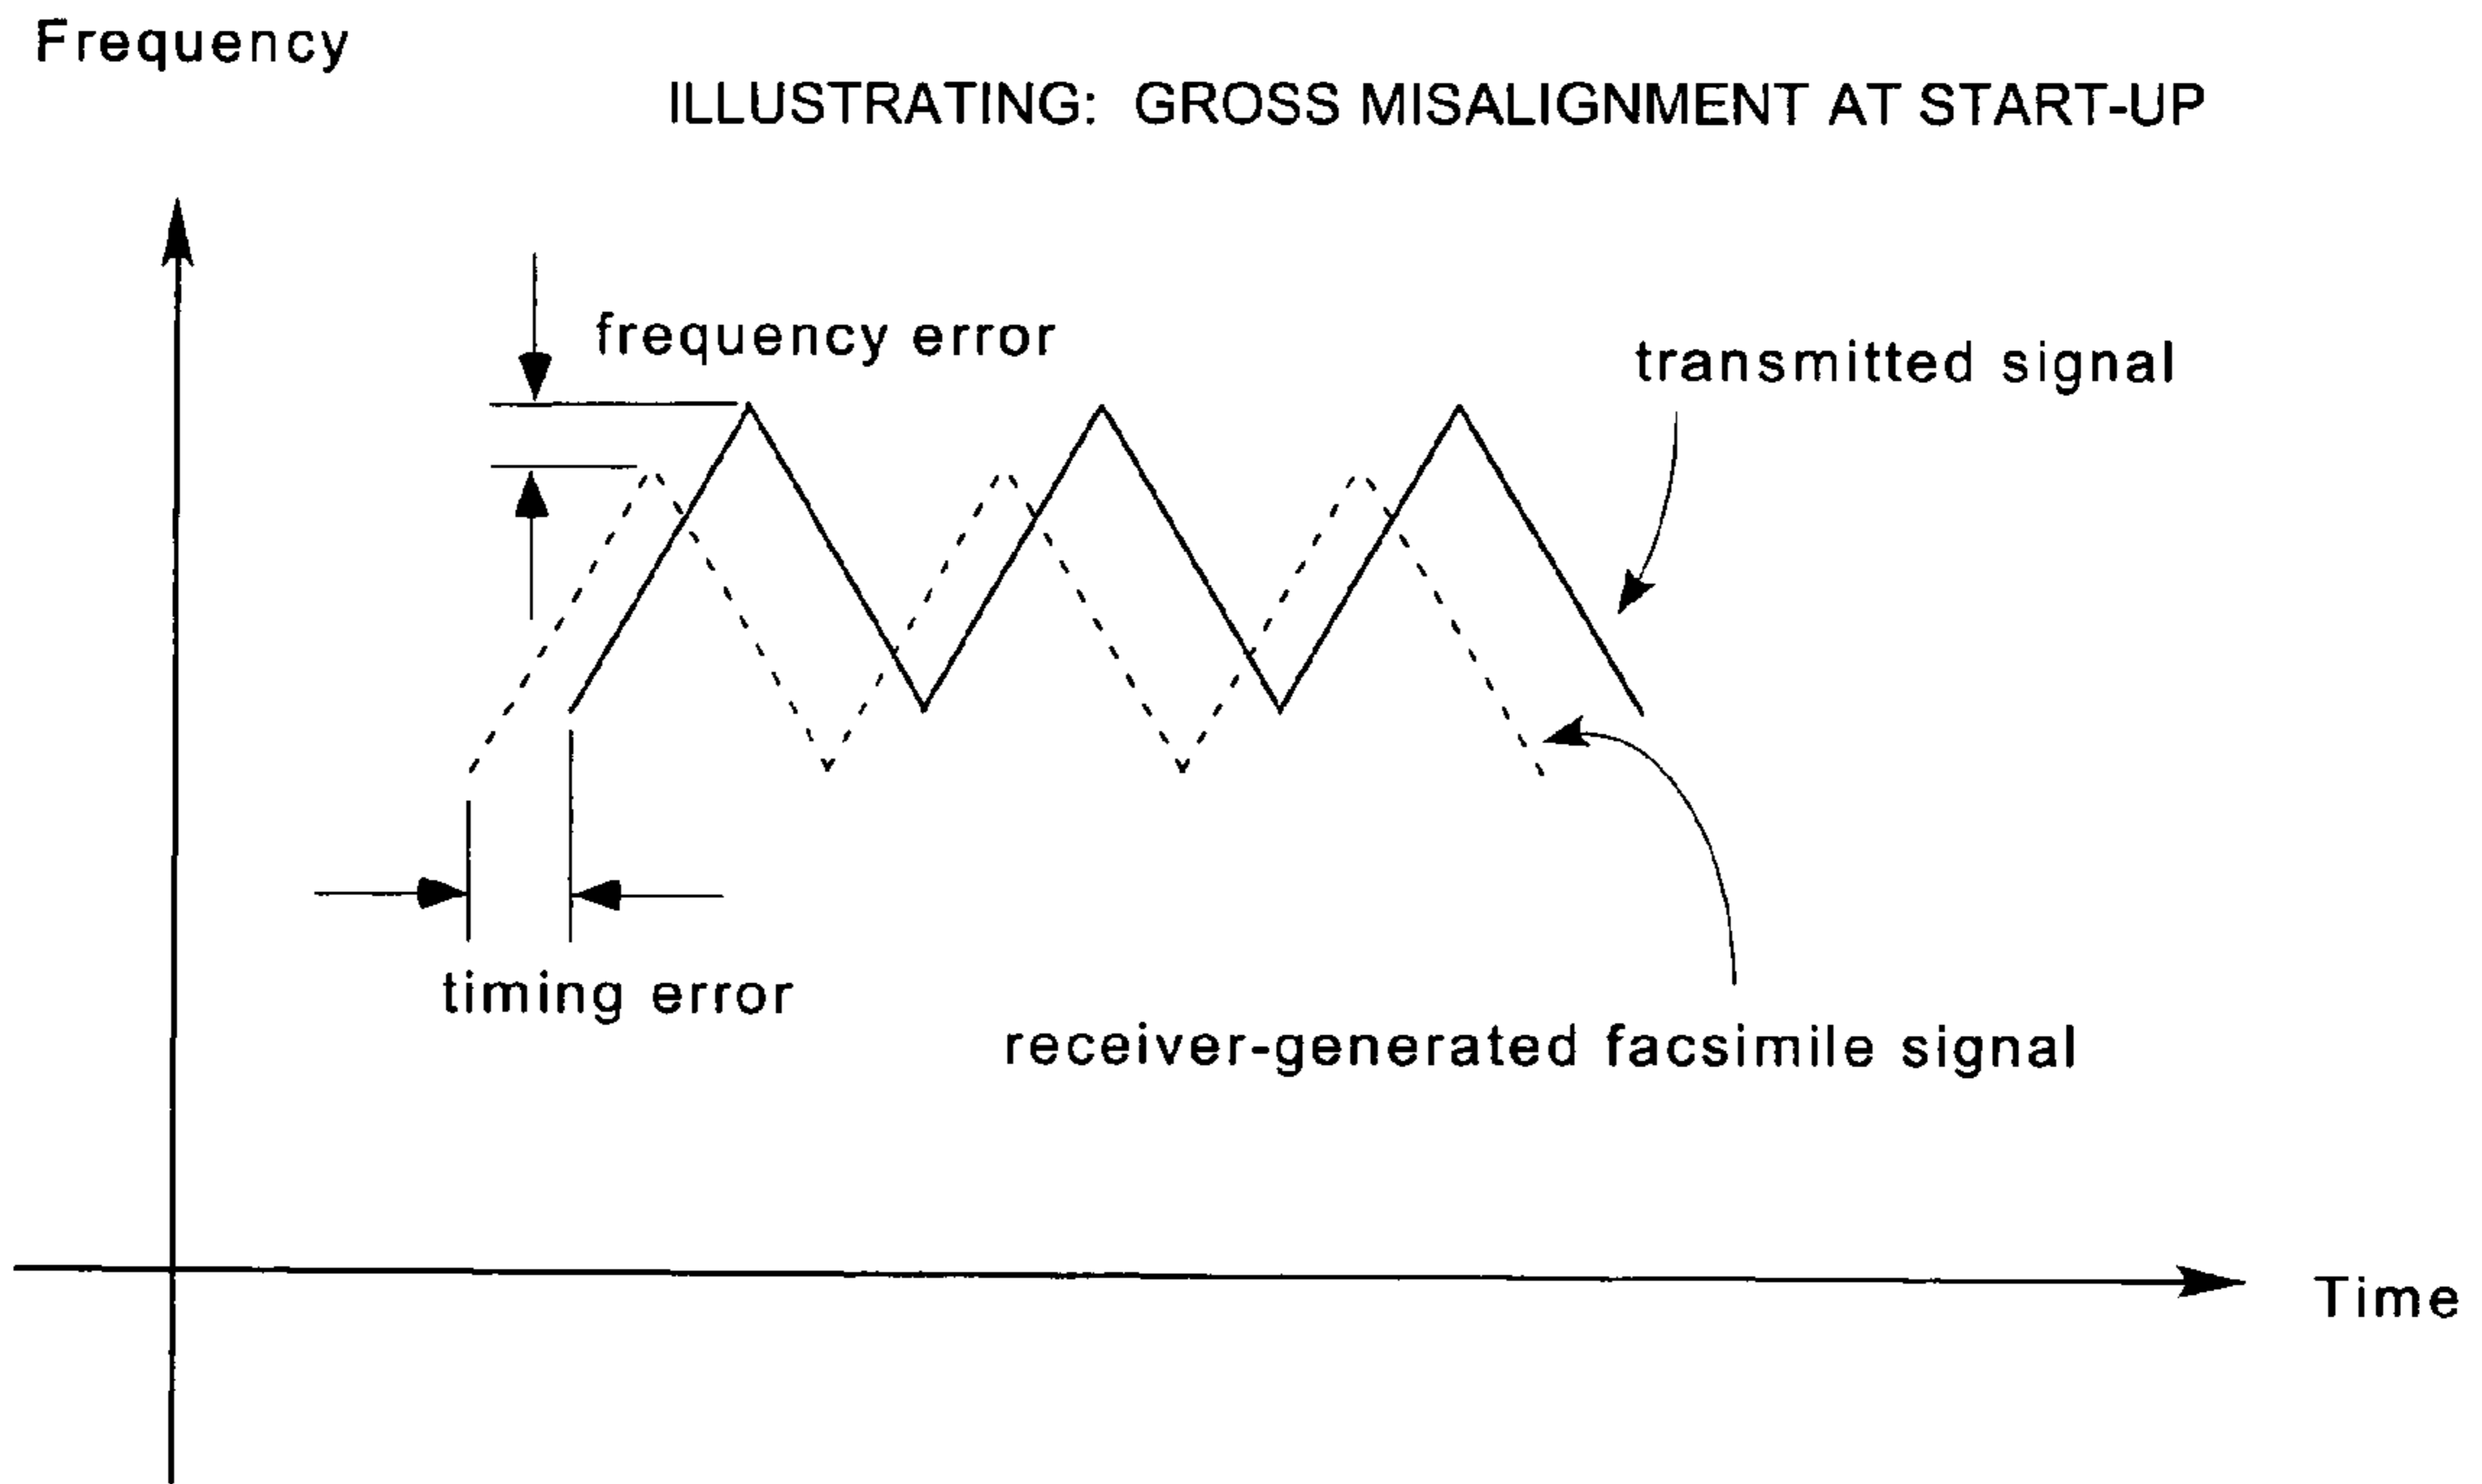 Frequency
ILLUSTRATING: GROSS MISALIGNMENT AT START-UP
frequency error
transmitted signal
timing error
receiver-generated facsimile signal
Time